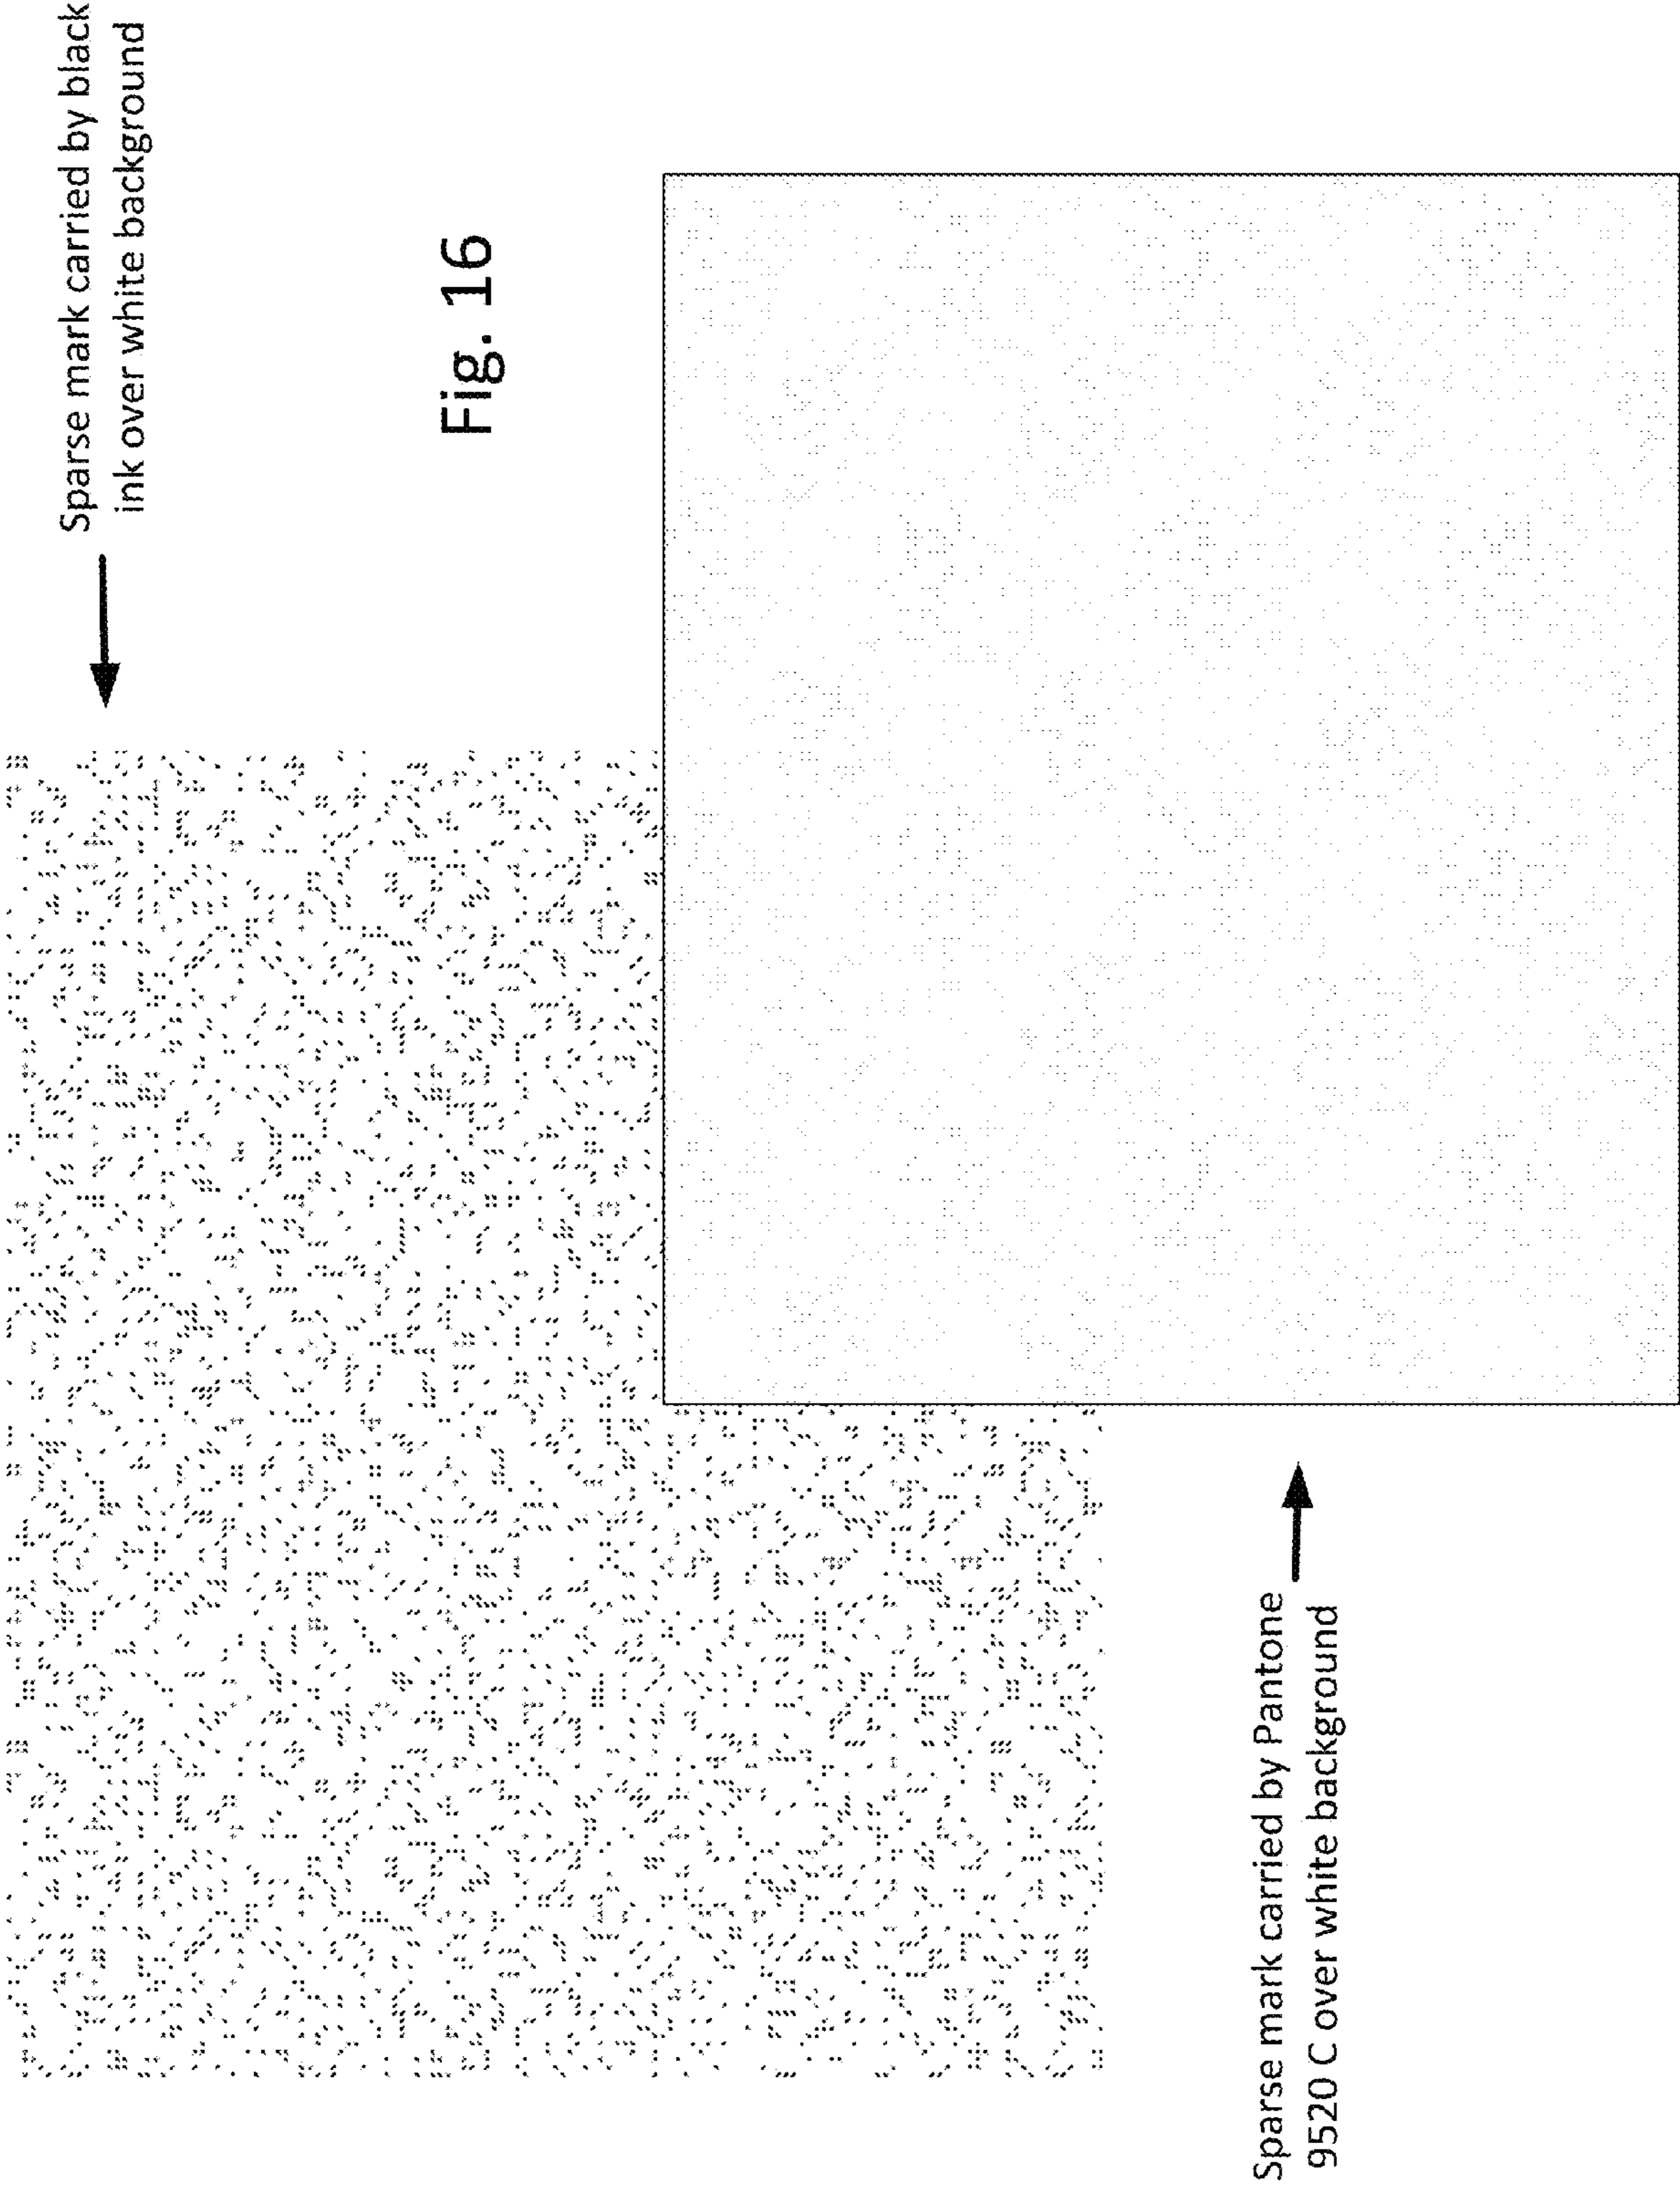 Sparse mark carried by black
ink over white background
Fig. 16
Sparse mark carried by Pantone
9520 C over white background